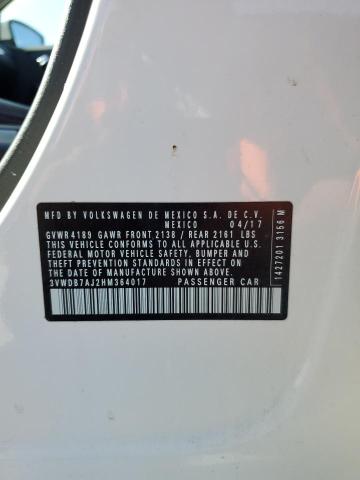 MFD BY VOLKSWAGEN DE MEXICO S.A. DE C.V.
MEXICO 04/17
GVWR 4189 GAWR FRONT 2138 / REAR 2161 LBS
THIS VEHICLE CONFORMS TO ALL APPLICABLE U.S.
FEDERAL MOTOR VEHICLE SAFETY, BUMPER AND
THEFT PREVENTION STANDARDS IN EFFECT ON
THE DATE OF MANUFACTURE SHOWN ABOVE.
3VWDB7AJ2HM364017 PASSENGER CAR
1427201 3156 M